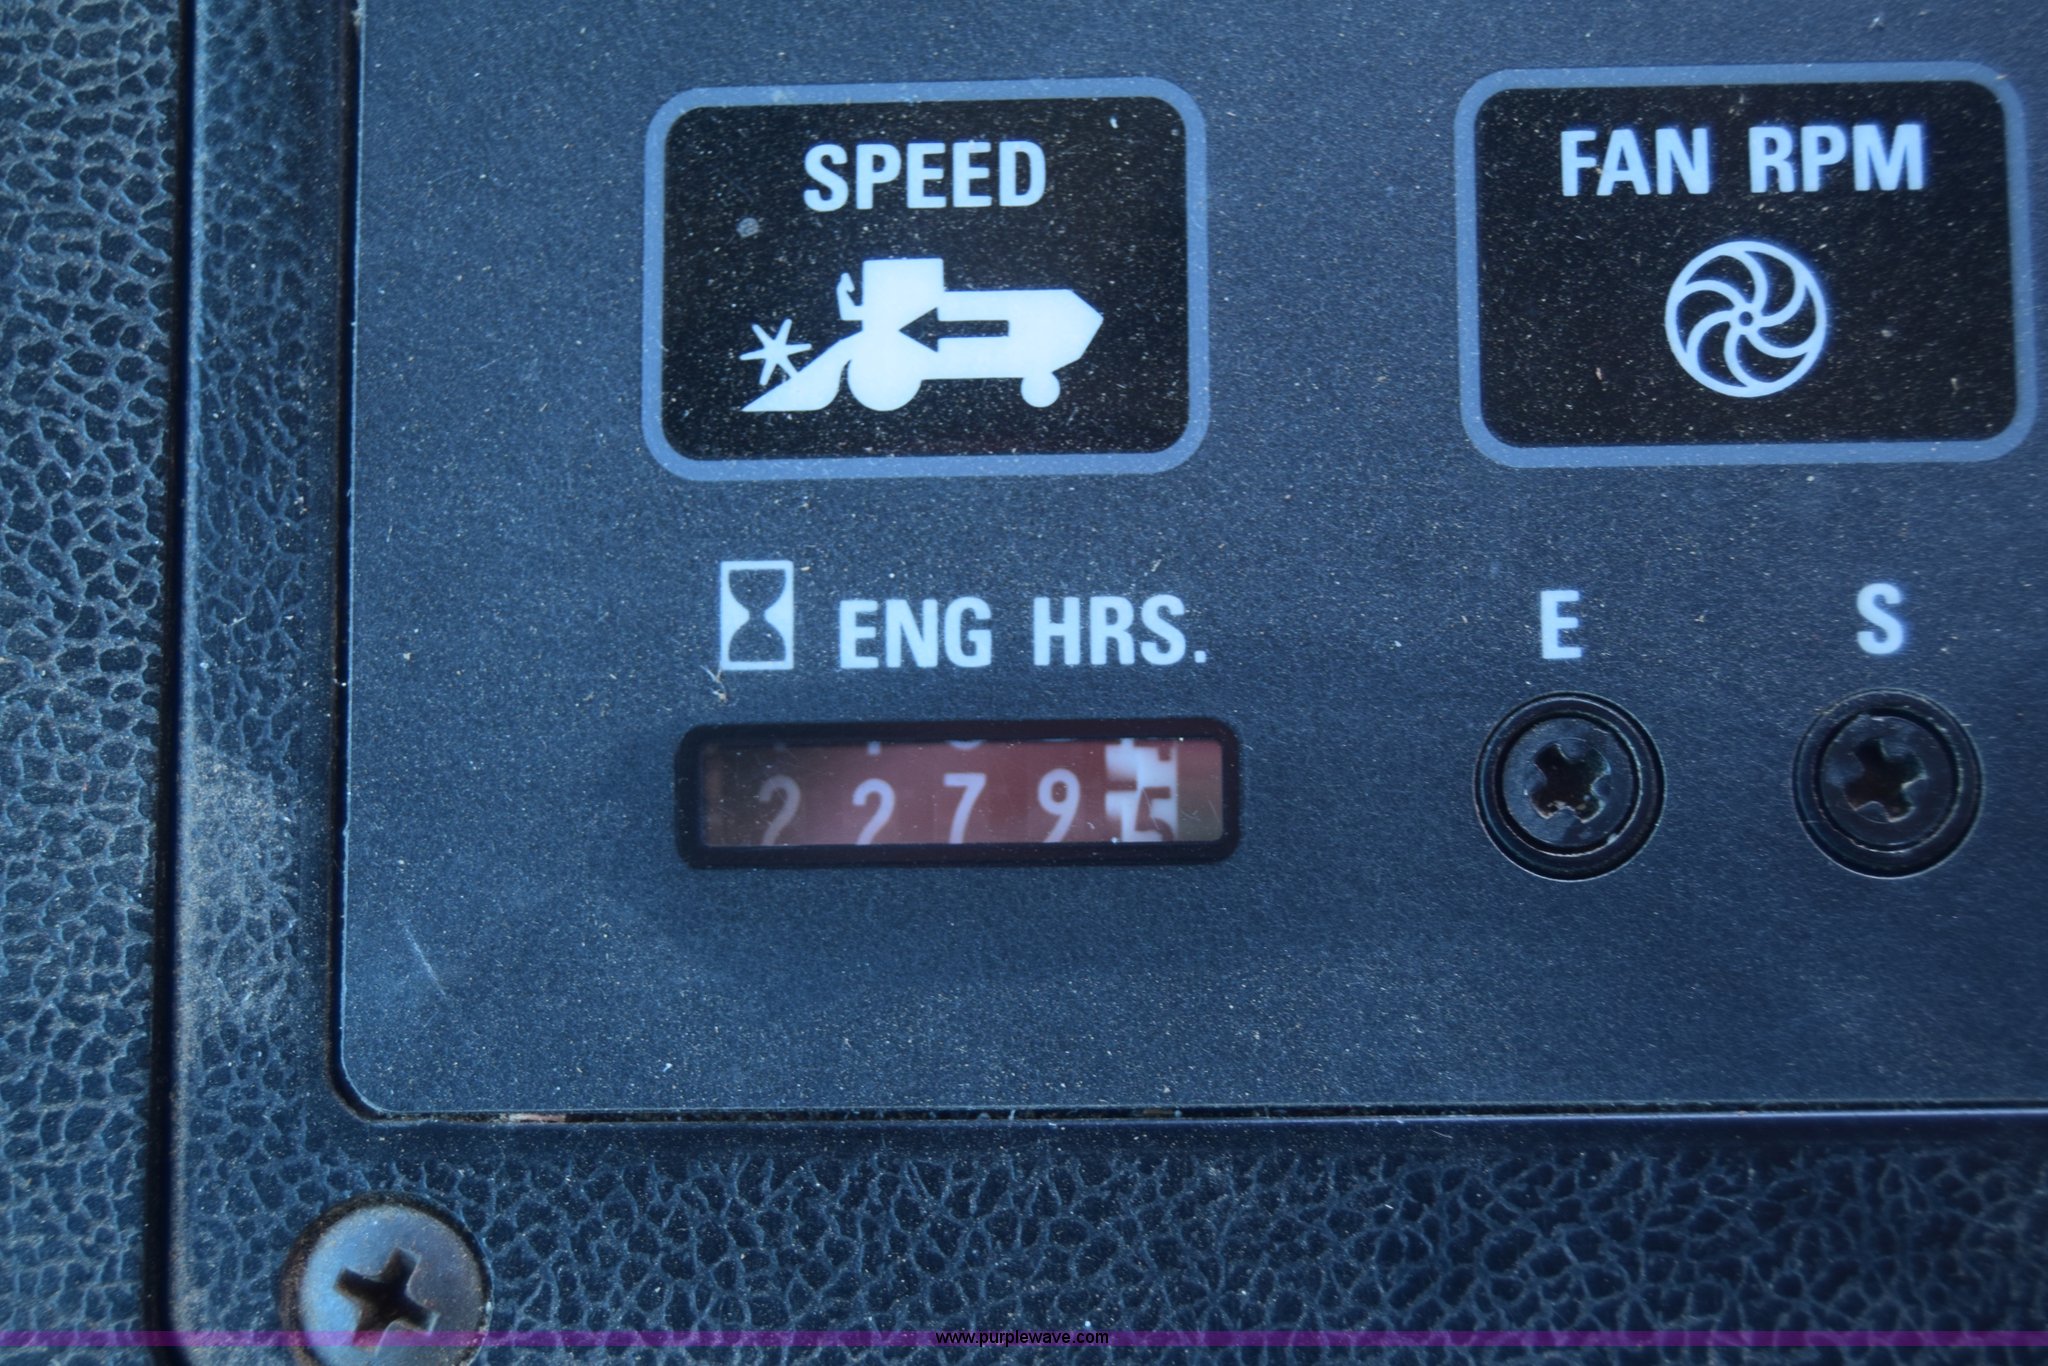 SPEED
FAN RPM
ENG HRS.
E
S
2279
www.purplewave.com